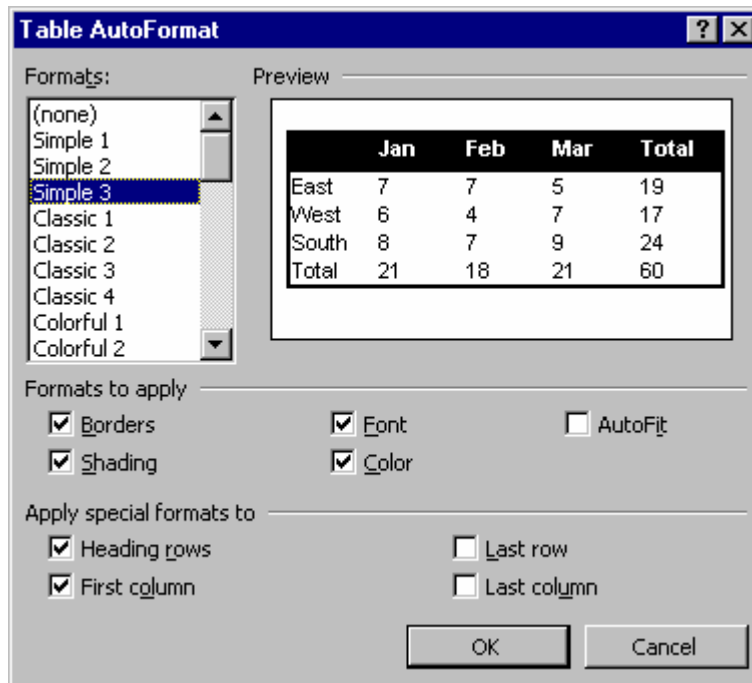 Table AutoFormat
Formats:
(none)
Simple 1
Simple 2
Simple 3
Classic 1
Classic 2
Classic 3
Classic 4
Colorful 1
Colorful 2
Preview
Jan Feb Mar Total
East 7 7 5 19
West 6 4 7 17
South 8 7 9 24
Total 21 18 21 60
Formats to apply
Borders Font AutoFit
Shading Color
Apply special formats to
Heading rows Last row
First column Last column
OK Cancel